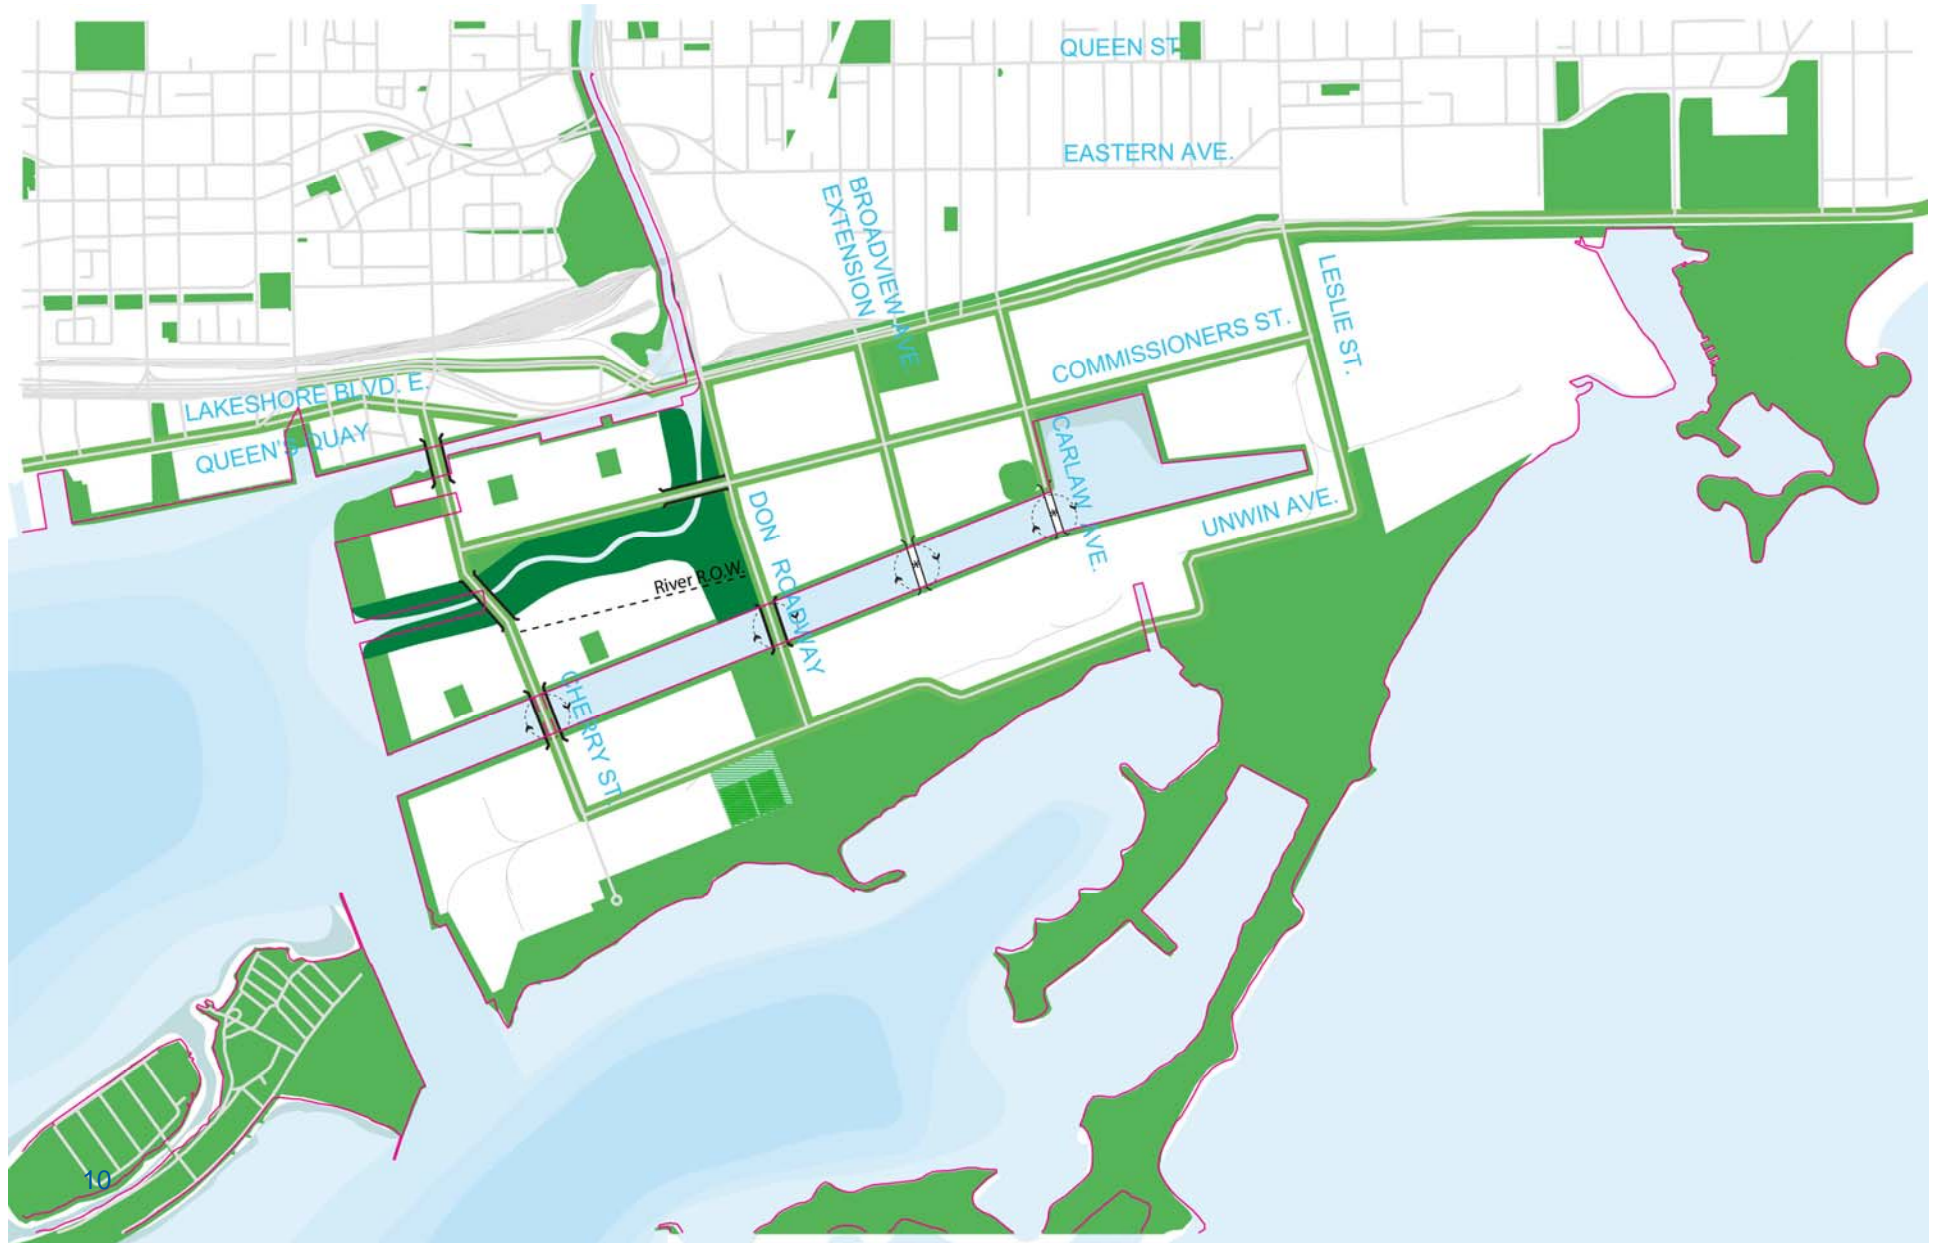 QUEEN ST
EASTERN AVE.
BROADVIEW AVE
EXTENSION
LESLIE ST.
COMMISSIONERS ST.
LAKESHORE BLVD. E.
QUEEN'S QUAY
CARLAW AVE.
UNWIN AVE.
DON ROADWAY
River R.O.W.
CHERRY ST.
10